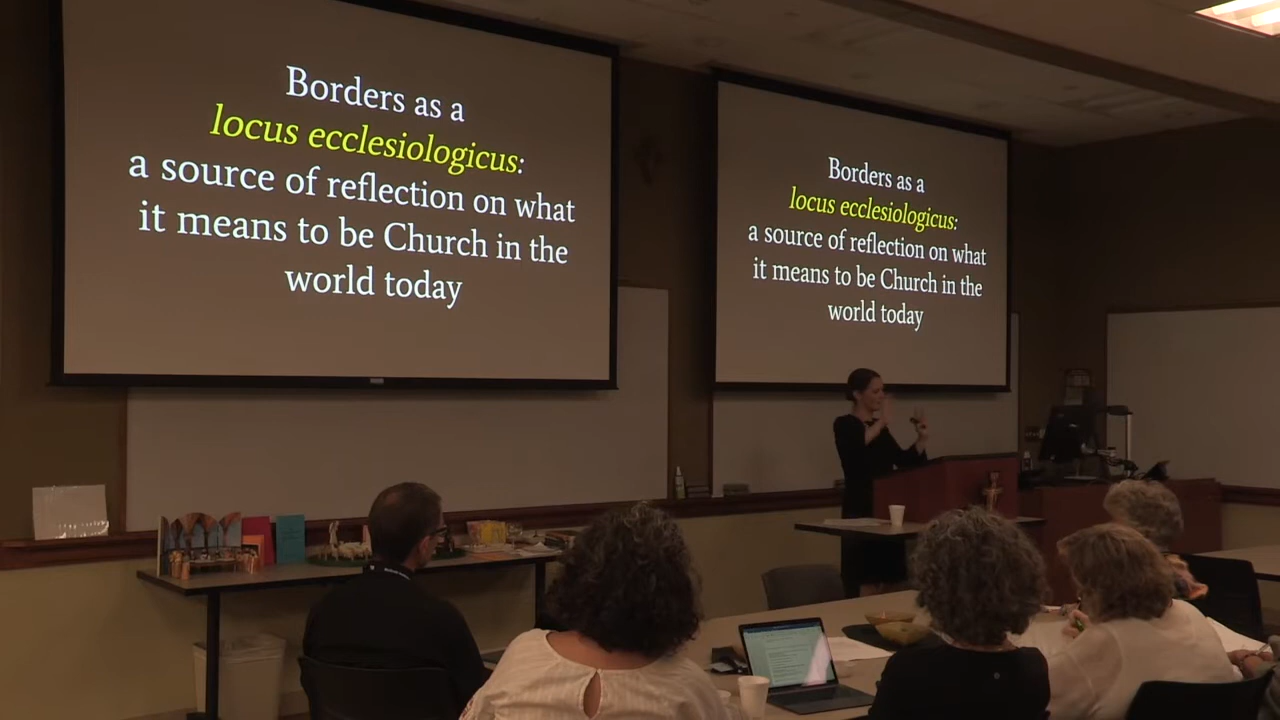 Borders as a
locus ecclesiologicus:
a source of reflection on what
it means to be Church in the
world today
Borders as a
locus ecclesiologicus:
a source of reflection on what
it means to be Church in the
world today